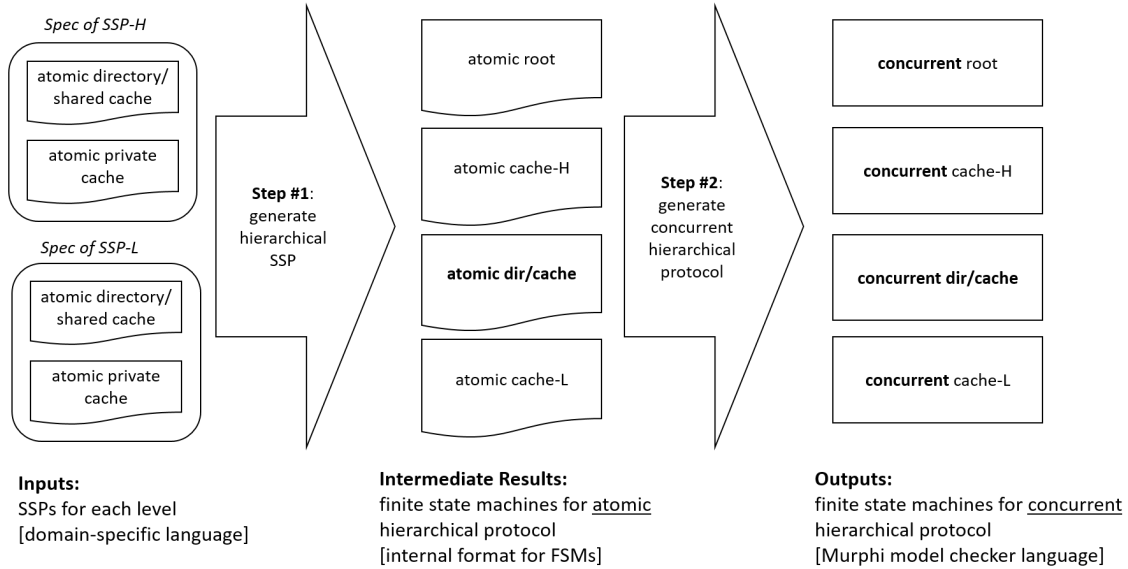 Spec of SSP-H
atomic directory/
shared cache
atomic private
cache
Spec of SSP-L
atomic directory/
shared cache
atomic private
cache
Step #1:
generate
hierarchical
SSP
atomic root
atomic cache-H
atomic dir/cache
atomic cache-L
Step #2:
generate
concurrent
hierarchical
protocol
concurrent root
concurrent cache-H
concurrent dir/cache
concurrent cache-L
Inputs:
SSPs for each level
[domain-specific language]
Intermediate Results:
finite state machines for atomic
hierarchical protocol
[internal format for FSMs]
Outputs:
finite state machines for concurrent
hierarchical protocol
[Murphi model checker language]